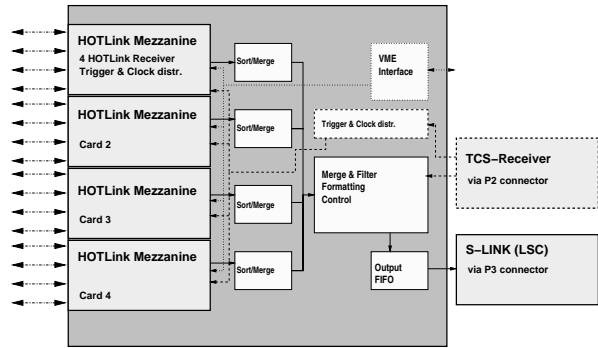 HOTLink Mezzanine
4 HOTLink Receiver
Trigger & Clock distr.
HOTLink Mezzanine
Card 2
HOTLink Mezzanine
Card 3
HOTLink Mezzanine
Card 4
Sort/Merge
Sort/Merge
Sort/Merge
Sort/Merge
VME
Interface
Trigger & Clock distr.
Merge & Filter
Formatting
Control
Output
FIFO
TCS−Receiver
via P2 connector
S−LINK (LSC)
via P3 connector